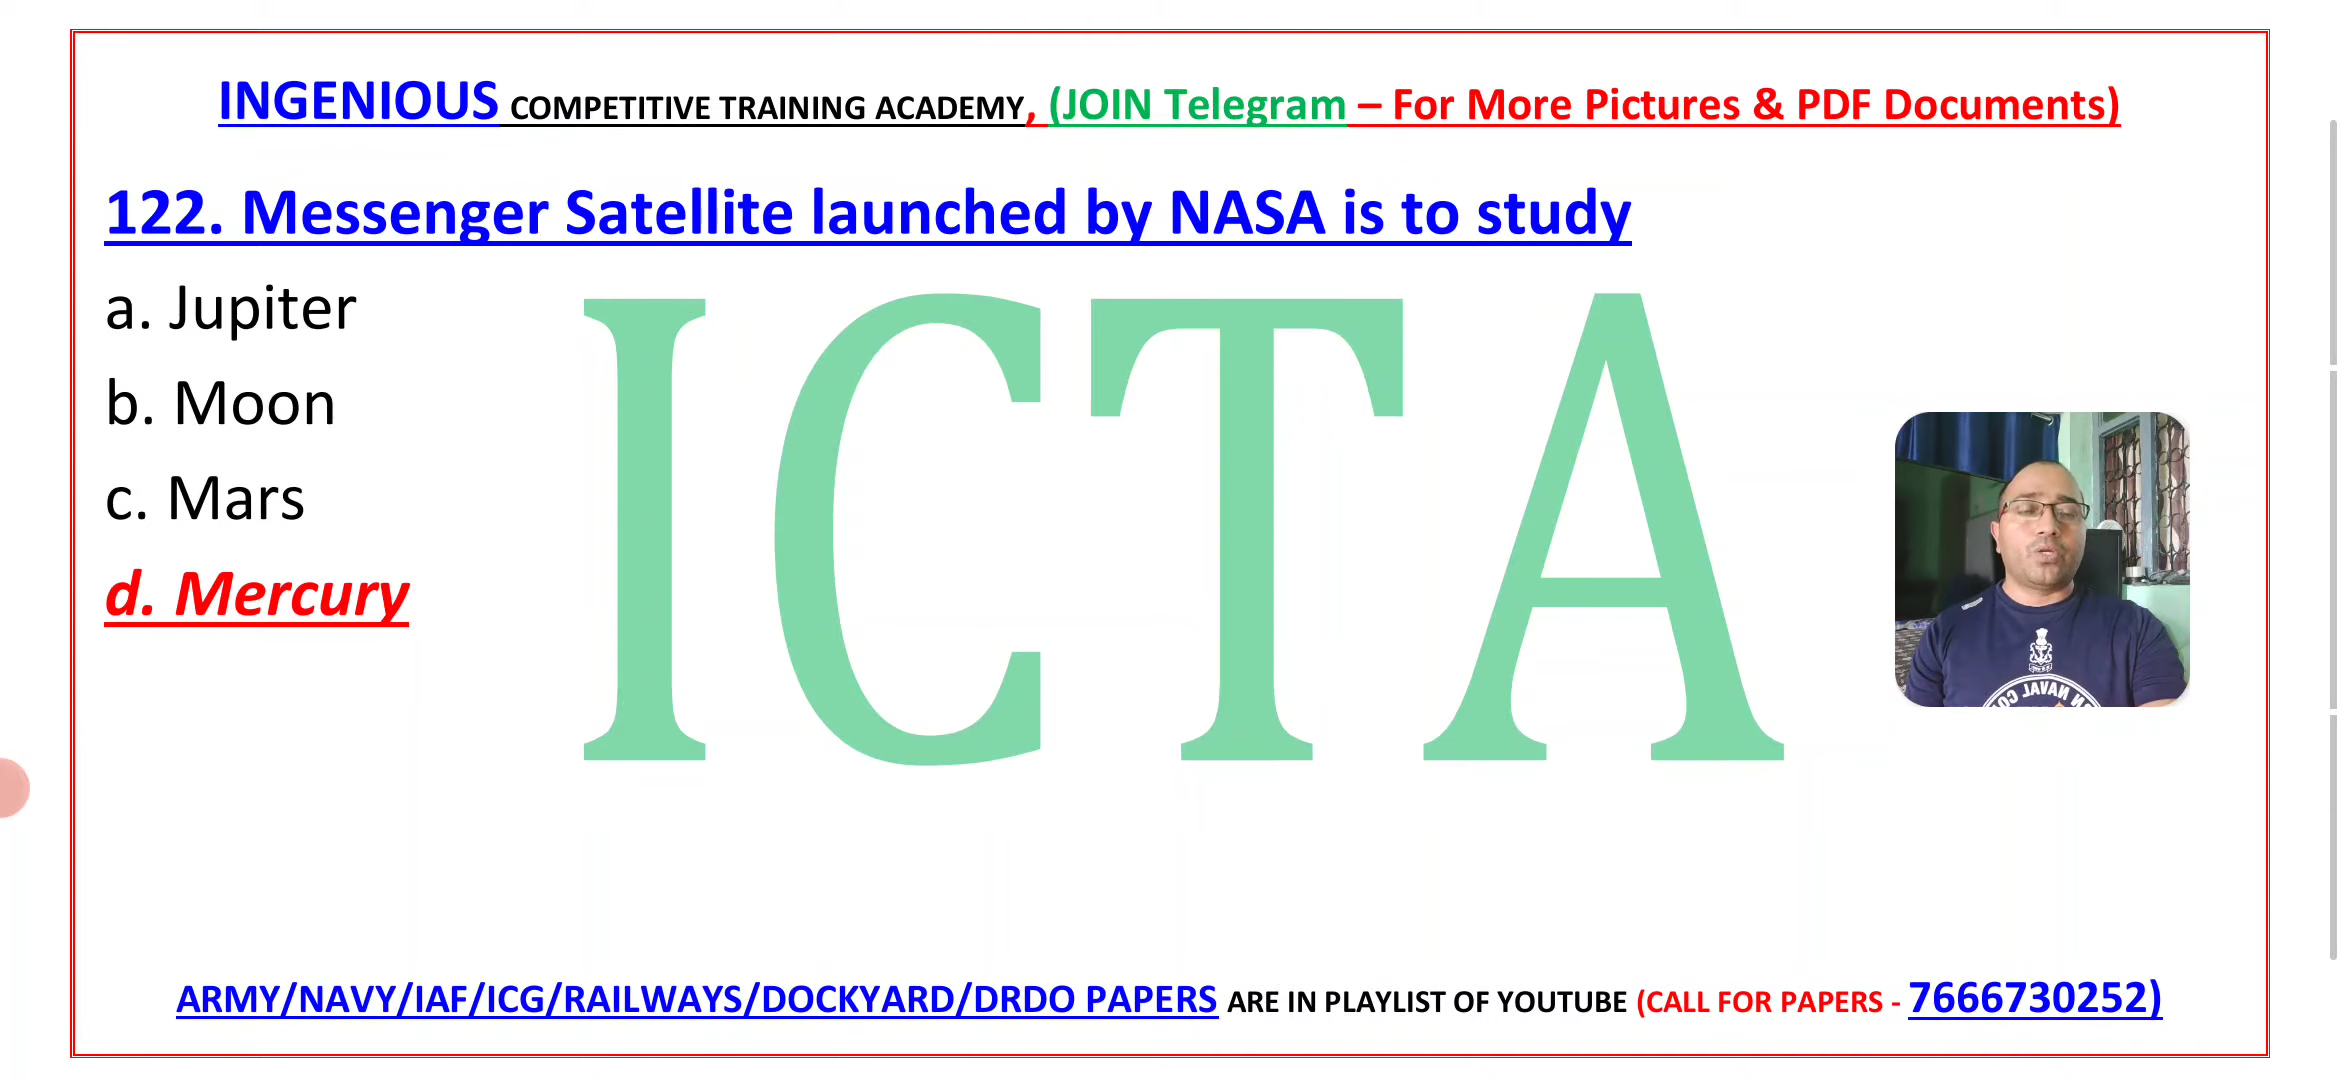 INGENIOUS COMPETITIVE TRAINING ACADEMY, (JOIN Telegram – For More Pictures & PDF Documents)
122. Messenger Satellite launched by NASA is to study
a. Jupiter
b. Moon
c. Mars
d. Mercury
ICTA
NAVAL
ARMY/NAVY/IAF/ICG/RAILWAYS/DOCKYARD/DRDO PAPERS ARE IN PLAYLIST OF YOUTUBE (CALL FOR PAPERS - 7666730252)